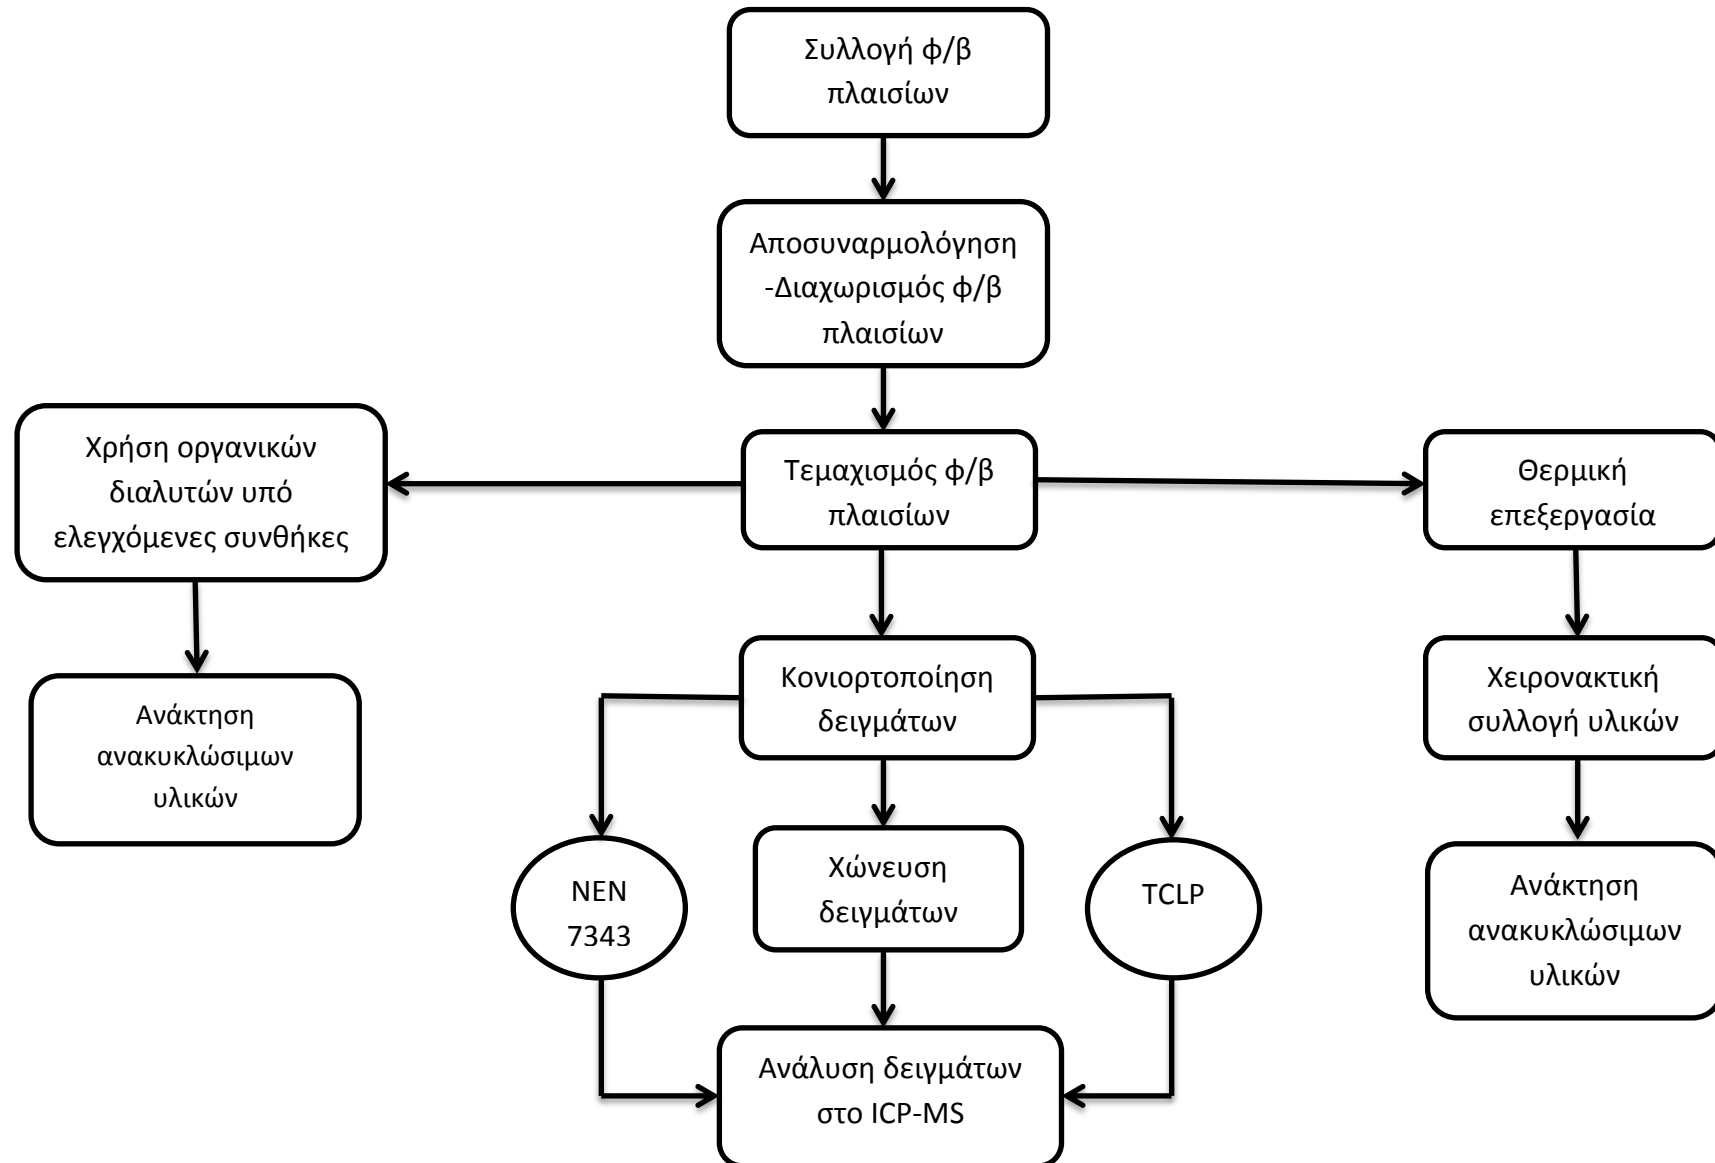 Συλλογή φ/β
πλαισίων
Αποσυναρμολόγηση
-Διαχωρισμός φ/β
πλαισίων
Χρήση οργανικών
διαλυτών υπό
ελεγχόμενες συνθήκες
Τεμαχισμός φ/β
πλαισίων
Θερμική
επεξεργασία
Ανάκτηση
ανακυκλώσιμων
υλικών
Κονιορτοποίηση
δειγμάτων
Χειρονακτική
συλλογή υλικών
NEN
7343
Χώνευση
δειγμάτων
TCLP
Ανάκτηση
ανακυκλώσιμων
υλικών
Ανάλυση δειγμάτων
στο ICP-MS